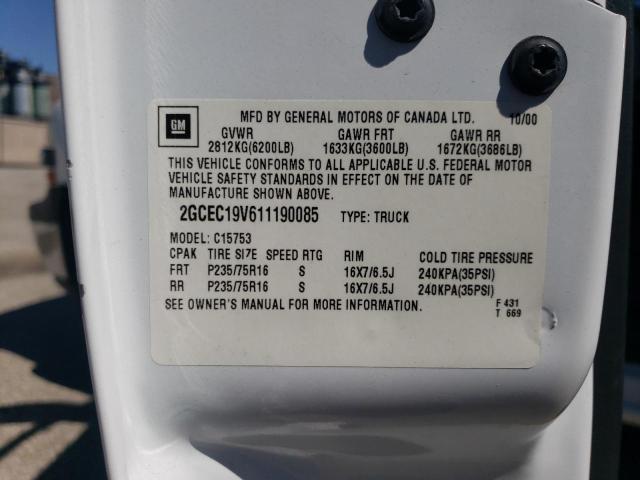 MFD BY GENERAL MOTORS OF CANADA LTD. 10/00
GM
GVWR GAWR FRT GAWR RR
2812KG(6200LB) 1633KG(3600LB) 1672KG(3686LB)
THIS VEHICLE CONFORMS TO ALL APPLICABLE U.S. FEDERAL MOTOR
VEHICLE SAFETY STANDARDS IN EFFECT ON THE DATE OF
MANUFACTURE SHOWN ABOVE.
2GCEC19V611190085 TYPE: TRUCK
MODEL: C15753
CPAK TIRE SIZE SPEED RTG RIM COLD TIRE PRESSURE
FRT P235/75R16 S 16X7/6.5J 240KPA(35PSI)
RR P235/75R16 S 16X7/6.5J 240KPA(35PSI)
SEE OWNER'S MANUAL FOR MORE INFORMATION. F 431
T 669